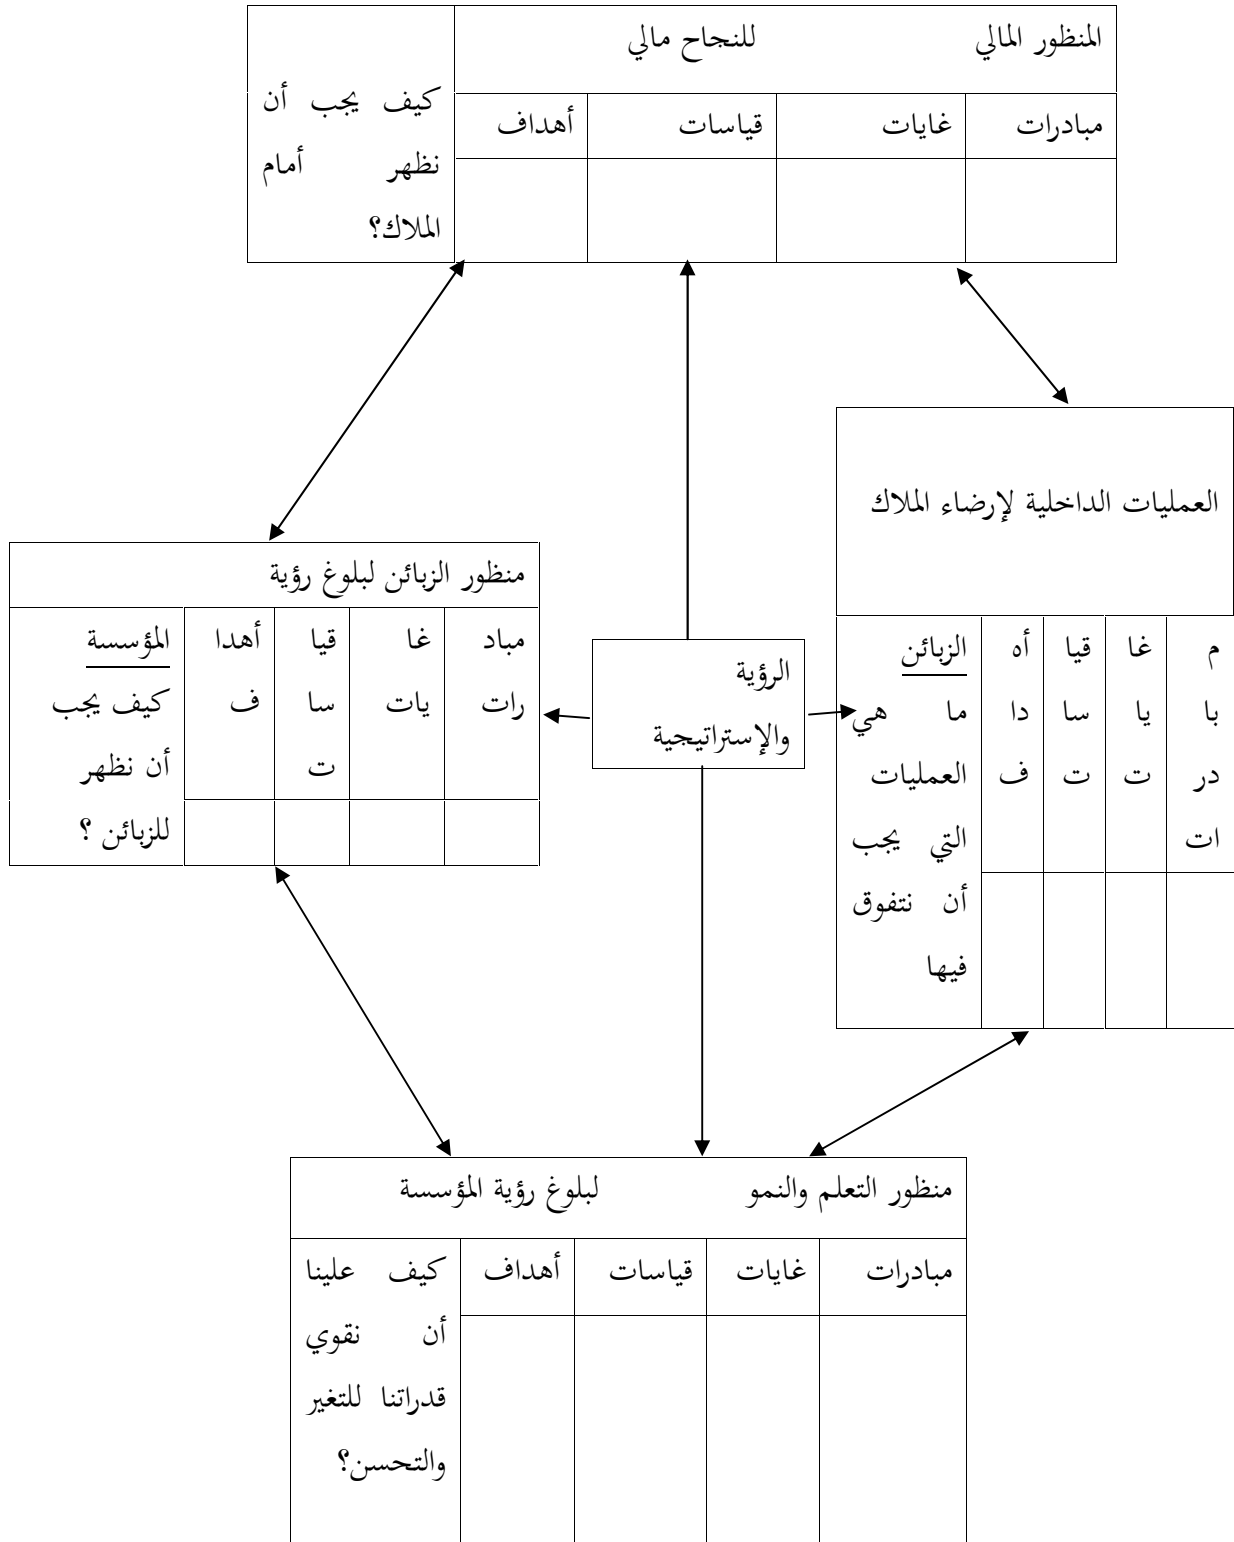 المنظور المالي للنجاح مالي
مبادرات غايات قياسات أهداف
كيف يجب أن
نظهر أمام
الملاك؟
العمليات الداخلية لإرضاء الملاك
م غا قيا أه الزبائن
با يا سا دا ما هي
در ت ت ف العمليات
ات التي يجب
أن نتفوق
فيها
الرؤية
والإستراتيجية
منظور الزبائن لبلوغ رؤية
مباد غا قيا أهدا المؤسسة
رات يات سا ف كيف يجب
ت أن نظهر
للزبائن ؟
منظور التعلم والنمو لبلوغ رؤية المؤسسة
مبادرات غايات قياسات أهداف كيف علينا
أن نقوي
قدراتنا للتغير
والتحسن؟